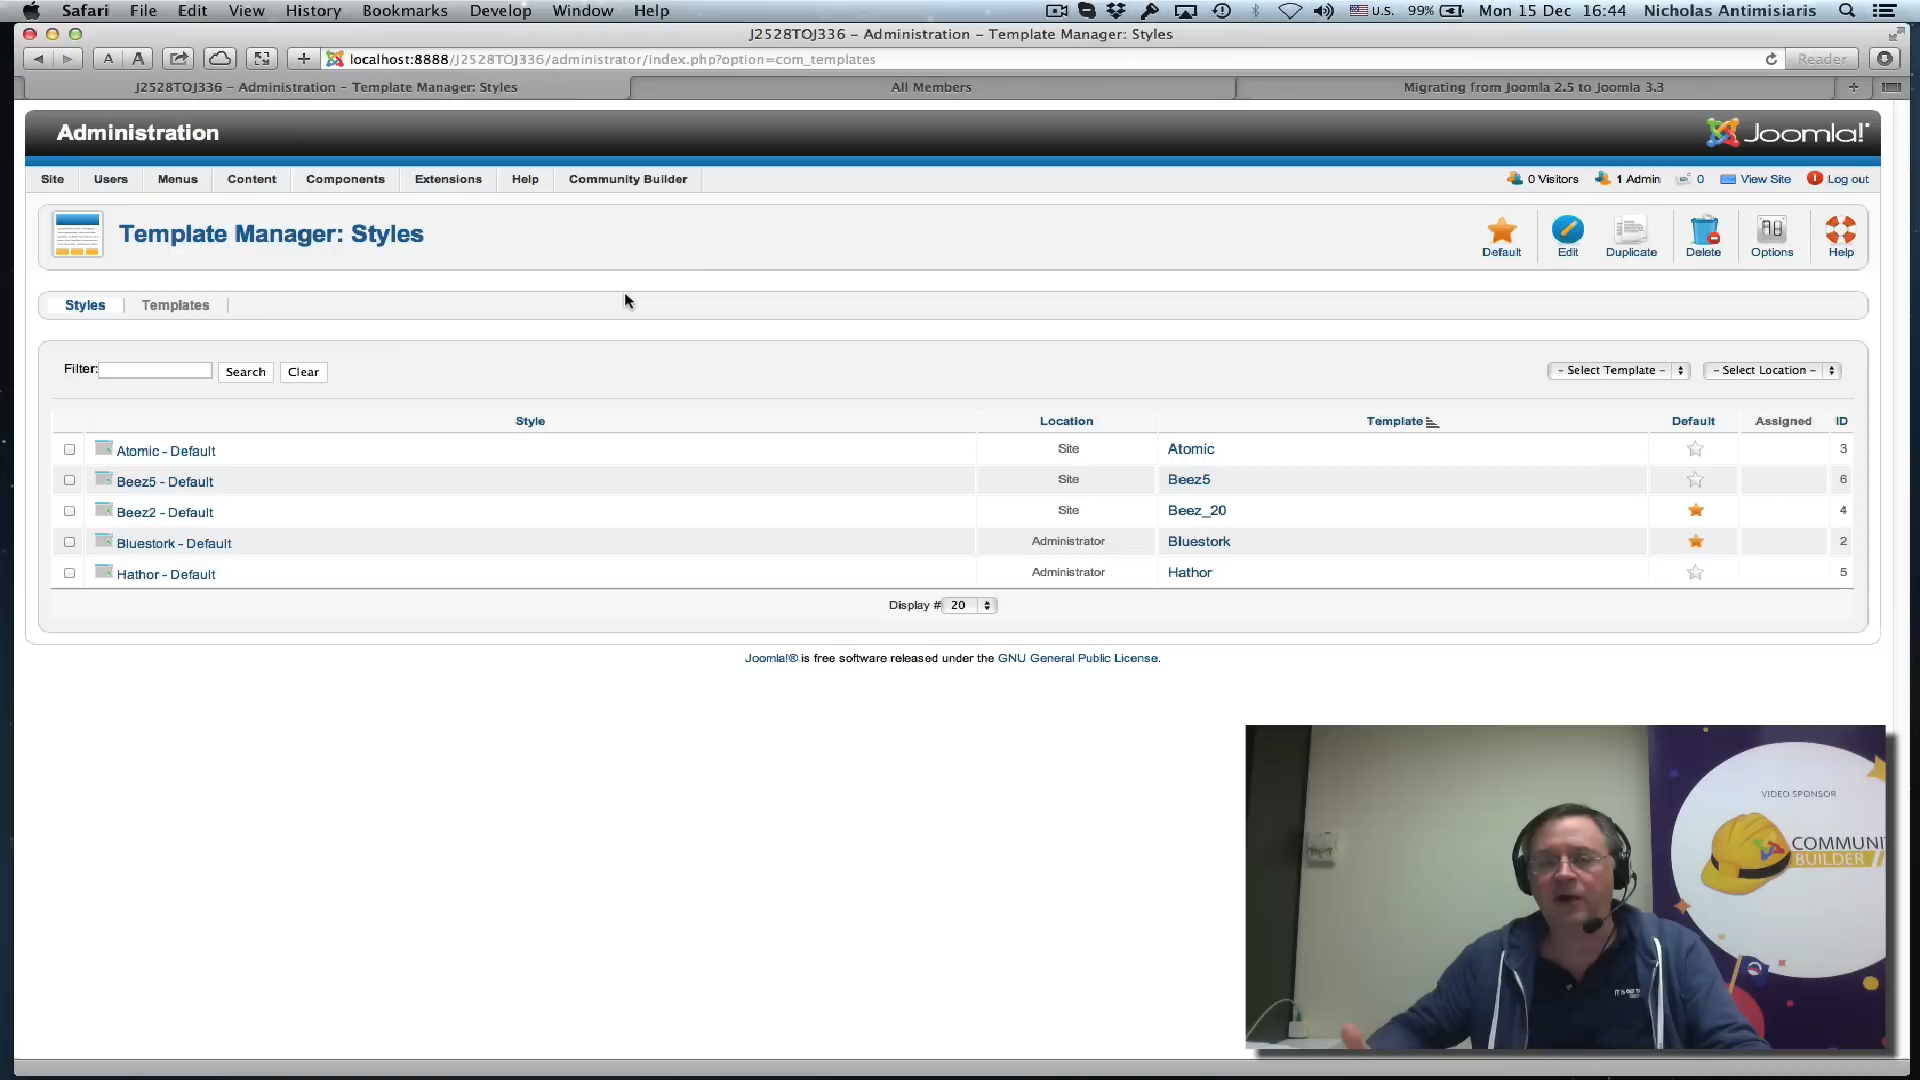 Safari File Edit View History Bookmarks Develop Window Help U.S. 99% Mon 15 Dec 16:44 Nicholas Antimisiaris
J2528TOJ336 – Administration – Template Manager: Styles
A A + localhost:8888/J2528TOJ336/administrator/index.php?option=com_templates Reader
J2528TOJ336 – Administration – Template Manager: Styles All Members Migrating from Joomla 2.5 to Joomla 3.3 +
Administration Joomla!®
Site Users Menus Content Components Extensions Help Community Builder 0 Visitors 1 Admin 0 View Site Log out
Template Manager: Styles
Default Edit Duplicate Delete Options Help
Styles Templates
Filter: Search Clear - Select Template - - Select Location -
Style Location Template Default Assigned ID
Atomic - Default Site Atomic 3
Beez5 - Default Site Beez5 6
Beez2 - Default Site Beez_20 4
Bluestork - Default Administrator Bluestork 2
Hathor - Default Administrator Hathor 5
Display # 20
Joomla!® is free software released under the GNU General Public License.
VIDEO SPONSOR
COMMUNI
BUILDER